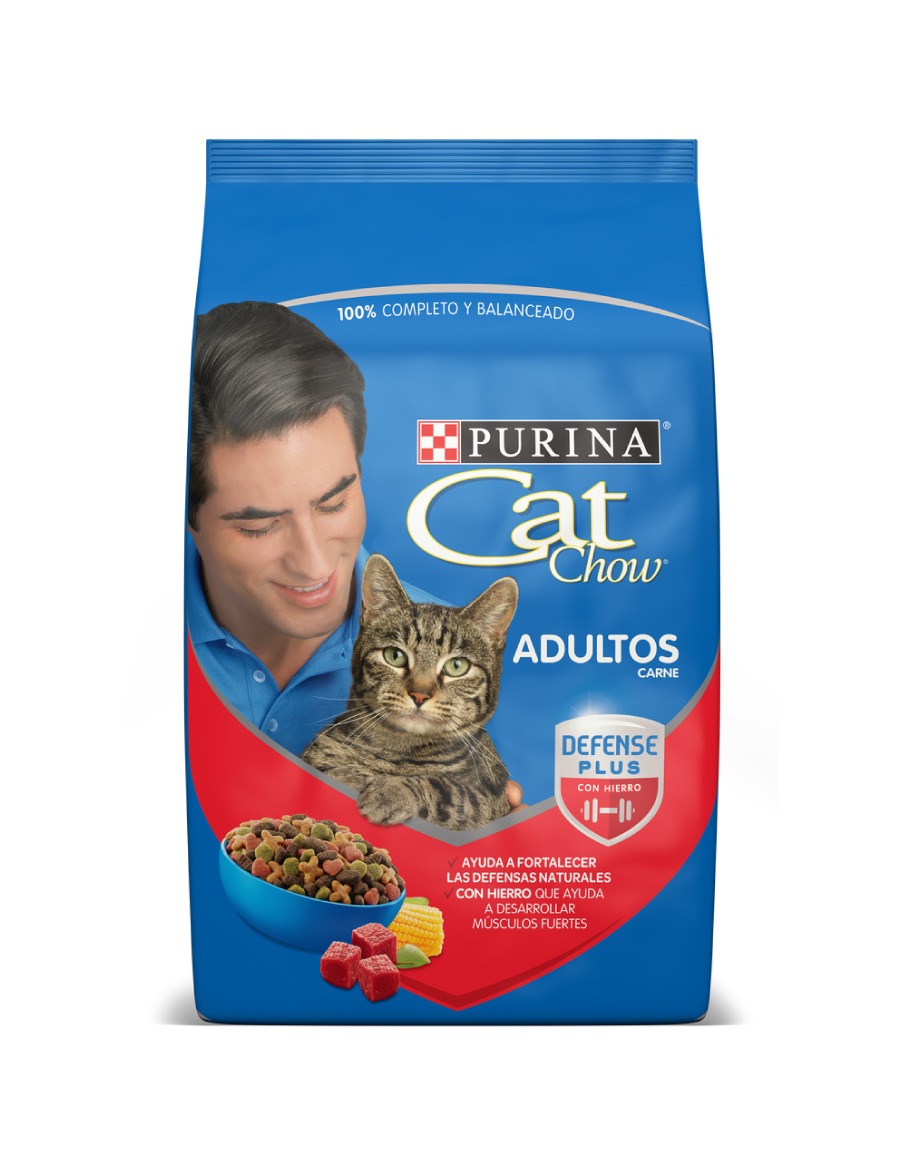 100% COMPLETO Y BALANCEADO
PURINA®
Cat
Chow®
ADULTOS
CARNE
DEFENSE
PLUS
CON HIERRO
✓ AYUDA A FORTALECER
LAS DEFENSAS NATURALES
✓ CON HIERRO QUE AYUDA
A DESARROLLAR
MÚSCULOS FUERTES